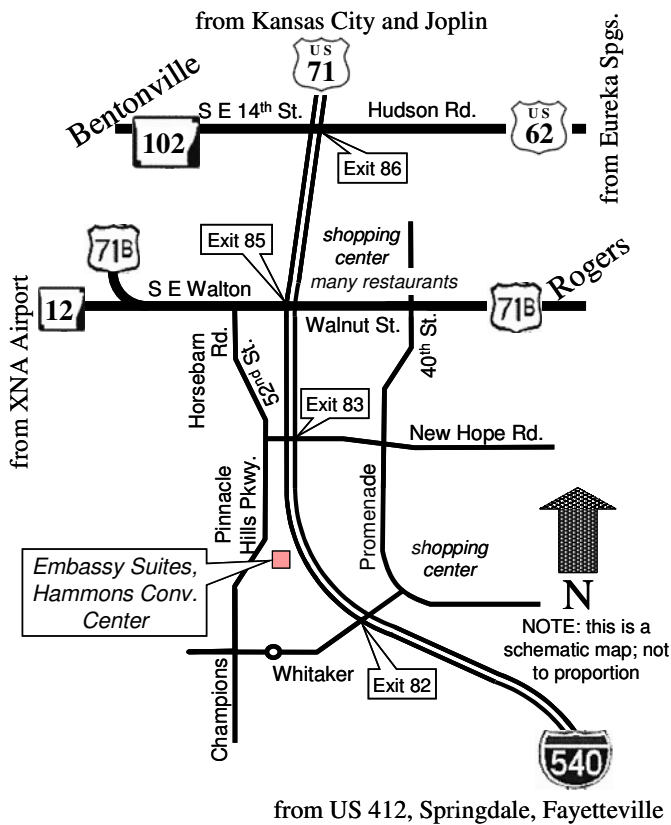 from Kansas City and Joplin
US
71
Bentonville
S E 14th St.
Hudson Rd.
102
US
62
from Eureka Spgs.
Exit 86
71B
Exit 85
shopping
center
many restaurants
Rogers
12
S E Walton
Walnut St.
71B
from XNA Airport
Horsebarn
Rd.
52nd St.
40th St.
Exit 83
New Hope Rd.
Pinnacle
Hills Pkwy.
Promenade
shopping
center
Embassy Suites,
Hammons Conv.
Center
N
NOTE: this is a
schematic map; not
to proportion
Whitaker
Exit 82
Champions
540
from US 412, Springdale, Fayetteville